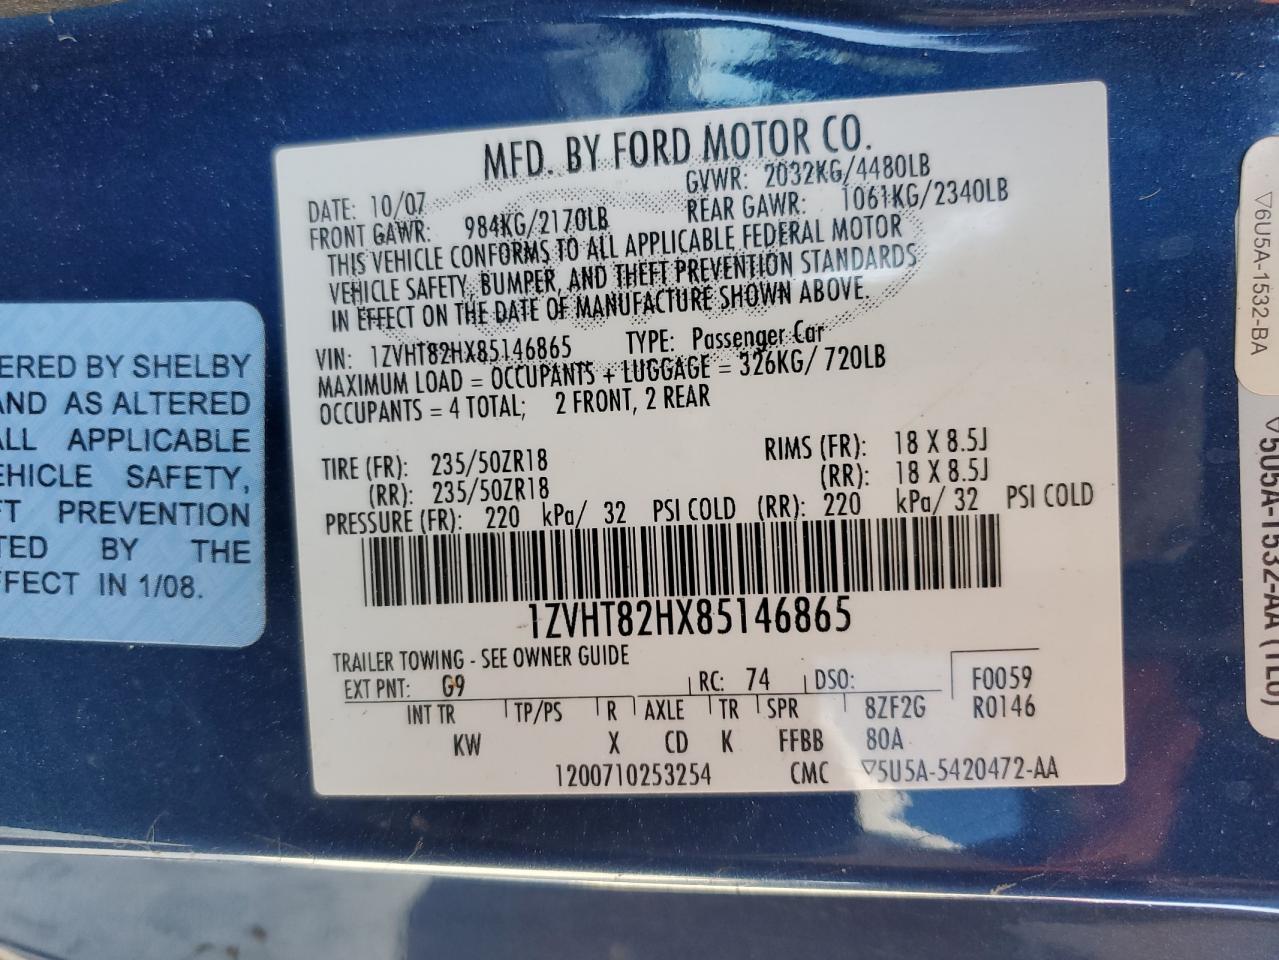 MFD. BY FORD MOTOR CO.
DATE: 10/07 GVWR: 2032KG/4480LB
FRONT GAWR: 984KG/2170LB REAR GAWR: 1061KG/2340LB
THIS VEHICLE CONFORMS TO ALL APPLICABLE FEDERAL MOTOR
VEHICLE SAFETY, BUMPER, AND THEFT PREVENTION STANDARDS
IN EFFECT ON THE DATE OF MANUFACTURE SHOWN ABOVE.
VIN: 1ZVHT82HX85146865 TYPE: Passenger Car
MAXIMUM LOAD = OCCUPANTS + LUGGAGE = 326KG/ 720LB
OCCUPANTS = 4 TOTAL; 2 FRONT, 2 REAR
TIRE (FR): 235/50ZR18 RIMS (FR): 18 X 8.5J
(RR): 235/50ZR18 (RR): 18 X 8.5J
PRESSURE (FR): 220 kPa/ 32 PSI COLD (RR): 220 kPa/ 32 PSI COLD
1ZVHT82HX85146865
TRAILER TOWING - SEE OWNER GUIDE
EXT PNT: G9 RC: 74 DSO: F0059
INT TR TP/PS R AXLE TR SPR 8ZF2G R0146
KW X CD K FFBB 80A
1200710253254 CMC ▽5U5A-5420472-AA
ERED BY SHELBY
AND AS ALTERED
ALL APPLICABLE
EHICLE SAFETY,
FT PREVENTION
TED BY THE
FFECT IN 1/08.
▽6U5A-1532-BA
▽5U5A-1532-AA (TL6)